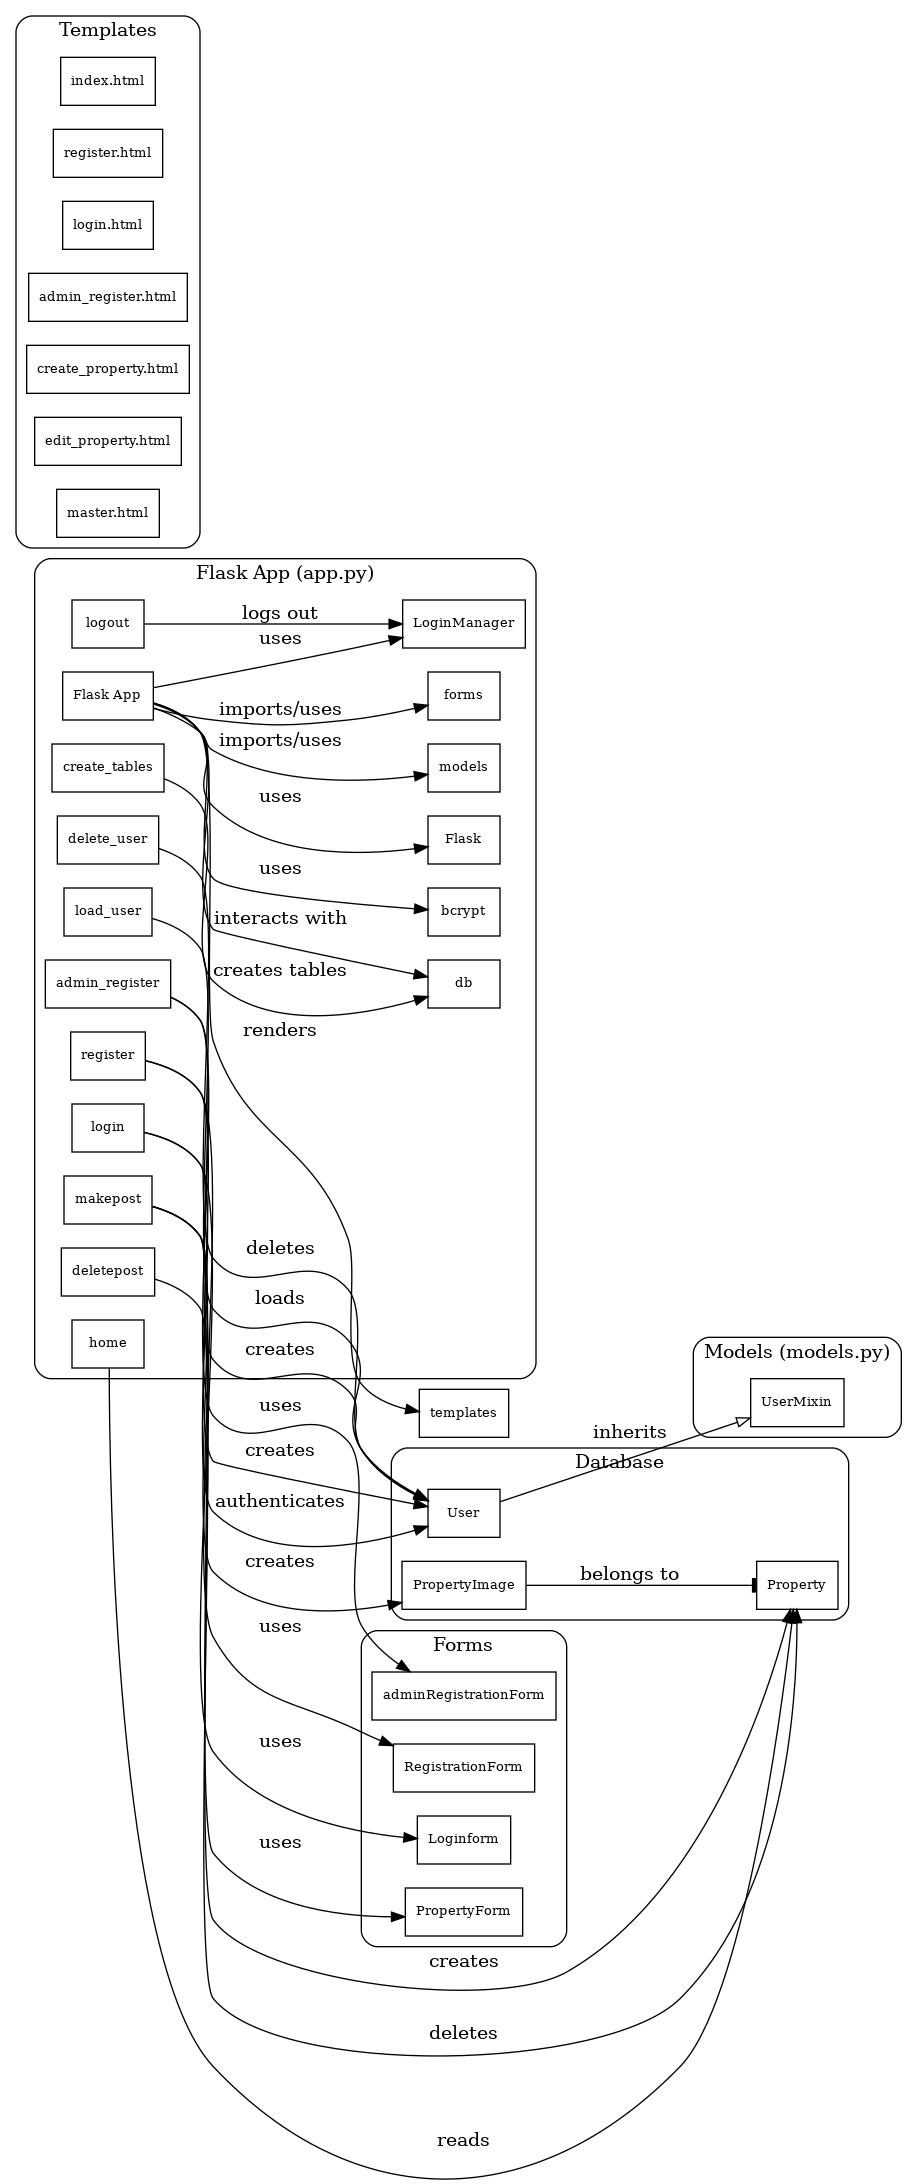 Templates
index.html
register.html
login.html
admin_register.html
create_property.html
edit_property.html
master.html
Flask App (app.py)
logout
logs out
LoginManager
uses
Flask App
imports/uses
forms
imports/uses
create_tables
models
uses
delete_user
Flask
uses
load_user
bcrypt
interacts with
creates tables
admin_register
db
renders
register
login
makepost
deletes
deletepost
loads
home
creates
Models (models.py)
UserMixin
uses
templates
inherits
creates
Database
authenticates
User
creates
PropertyImage
belongs to
Property
uses
Forms
adminRegistrationForm
uses
RegistrationForm
uses
Loginform
PropertyForm
creates
deletes
reads